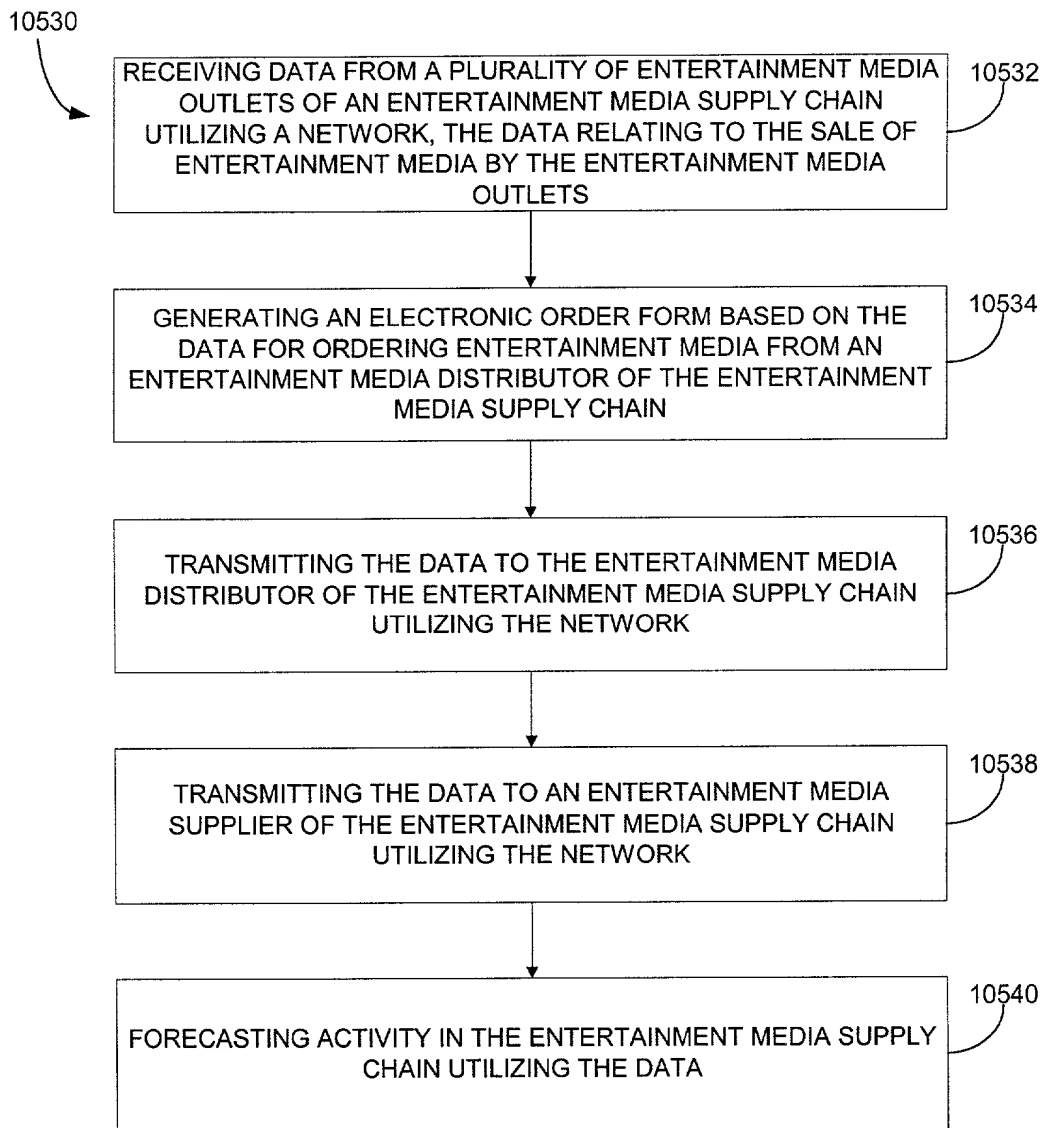 10530
RECEIVING DATA FROM A PLURALITY OF ENTERTAINMENT MEDIA
OUTLETS OF AN ENTERTAINMENT MEDIA SUPPLY CHAIN
UTILIZING A NETWORK, THE DATA RELATING TO THE SALE OF
ENTERTAINMENT MEDIA BY THE ENTERTAINMENT MEDIA
OUTLETS
10532
GENERATING AN ELECTRONIC ORDER FORM BASED ON THE
DATA FOR ORDERING ENTERTAINMENT MEDIA FROM AN
ENTERTAINMENT MEDIA DISTRIBUTOR OF THE ENTERTAINMENT
MEDIA SUPPLY CHAIN
10534
TRANSMITTING THE DATA TO THE ENTERTAINMENT MEDIA
DISTRIBUTOR OF THE ENTERTAINMENT MEDIA SUPPLY CHAIN
UTILIZING THE NETWORK
10536
TRANSMITTING THE DATA TO AN ENTERTAINMENT MEDIA
SUPPLIER OF THE ENTERTAINMENT MEDIA SUPPLY CHAIN
UTILIZING THE NETWORK
10538
FORECASTING ACTIVITY IN THE ENTERTAINMENT MEDIA SUPPLY
CHAIN UTILIZING THE DATA
10540